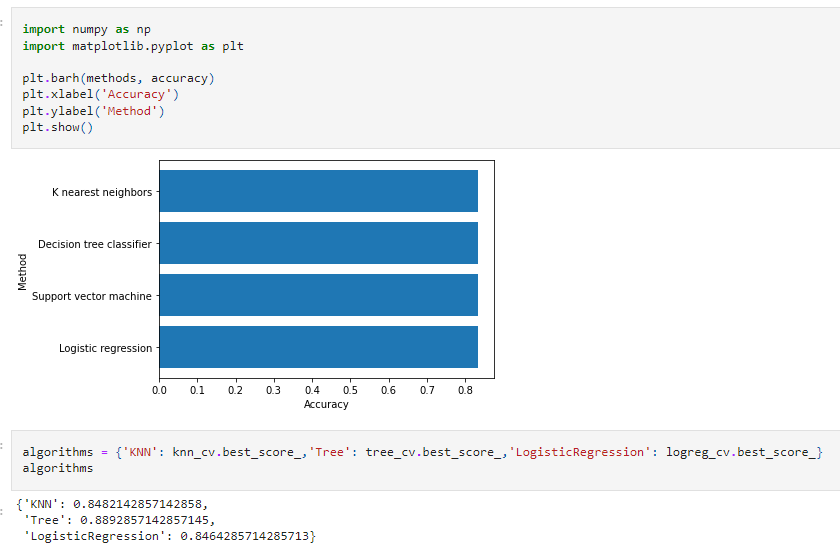 import numpy as np
import matplotlib.pyplot as plt
plt.barh(methods, accuracy)
plt.xlabel('Accuracy')
plt.ylabel('Method')
plt.show()
K nearest neighbors
Decision tree classifier
Method
Support vector machine
Logistic regression
0.0 0.1 0.2 0.3 0.4 0.5 0.6 0.7 0.8
Accuracy
algorithms = {'KNN': knn_cv.best_score_,'Tree': tree_cv.best_score_,'LogisticRegression': logreg_cv.best_score_}
algorithms
{'KNN': 0.8482142857142858,
'Tree': 0.8892857142857145,
'LogisticRegression': 0.8464285714285713}